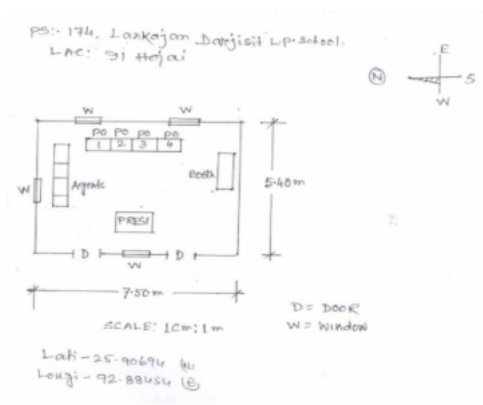 PS:- 174, Lankajan Darjisit L.p. School.
LAC: 91 Hojai
E
N
S
W
W
W
PO PO PO PO
1 2 3 4
Booth
Agents
W
5.40m
PRESI
D
D
W
7.50m
SCALE: 1cm: 1m
D = DOOR
W = Window
Lati - 25.90694 (N)
Longi - 92.88454 (E)